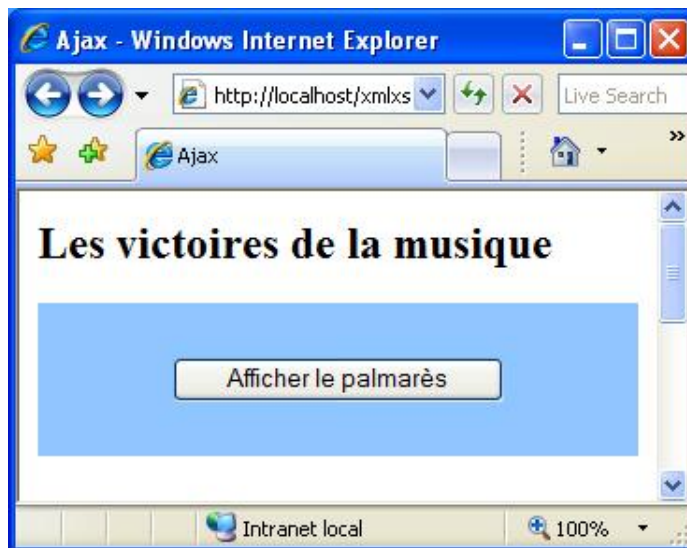 Ajax - Windows Internet Explorer
http://localhost/xmlxs
Live Search
Ajax
»
Les victoires de la musique
Afficher le palmarès
Intranet local
100%